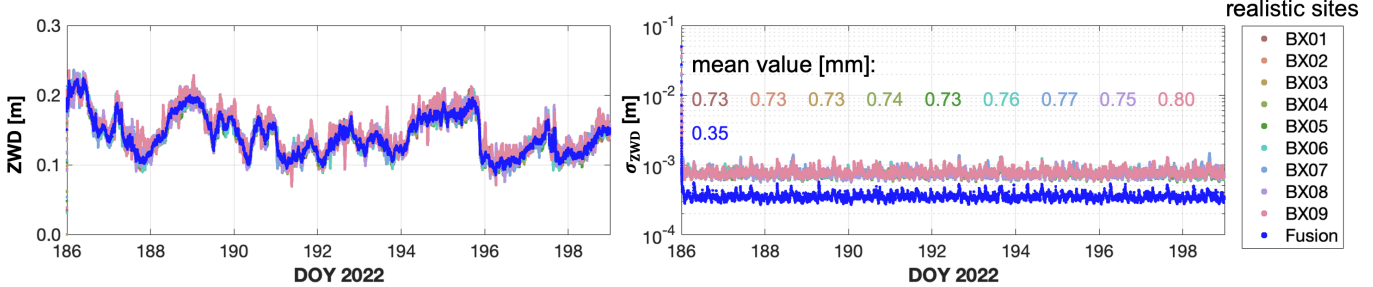 0.3
0.2
0.1
0.0
ZWD [m]
186
188
190
192
194
196
198
DOY 2022
10-1
10-2
10-3
10-4
σZWD [m]
mean value [mm]:
0.73 0.73 0.73 0.74 0.73 0.76 0.77 0.75 0.80
0.35
186
188
190
192
194
196
198
DOY 2022
realistic sites
BX01
BX02
BX03
BX04
BX05
BX06
BX07
BX08
BX09
Fusion